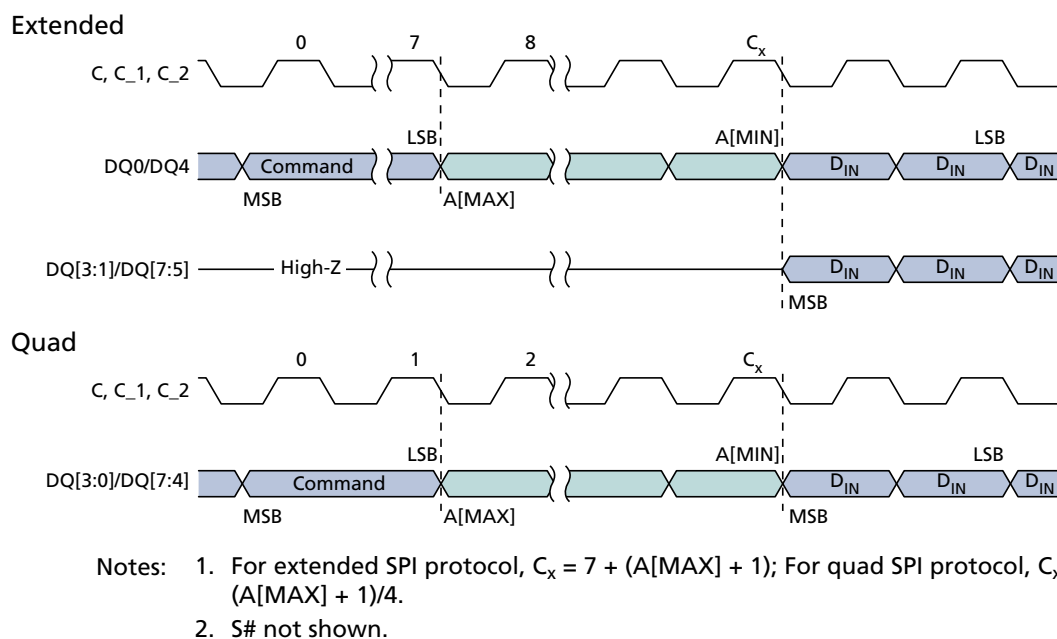 Extended
0 7 8 Cx
C, C_1, C_2
LSB A[MIN] LSB
DQ0/DQ4 Command DIN DIN DIN
MSB A[MAX]
DQ[3:1]/DQ[7:5] High-Z DIN DIN DIN
MSB
Quad
0 1 2 Cx
C, C_1, C_2
LSB A[MIN] LSB
DQ[3:0]/DQ[7:4] Command DIN DIN DIN
MSB A[MAX] MSB
Notes: 1. For extended SPI protocol, Cx = 7 + (A[MAX] + 1); For quad SPI protocol, Cx
(A[MAX] + 1)/4.
2. S# not shown.